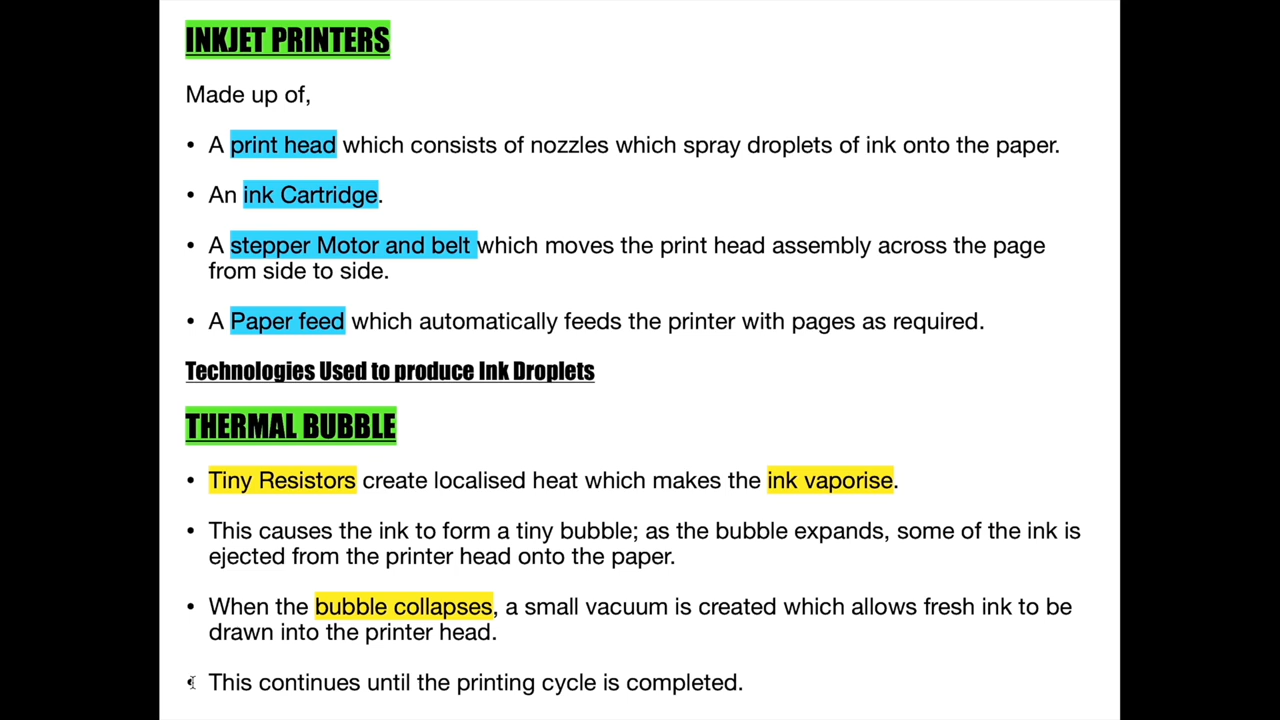 INKJET PRINTERS
Made up of,
• A print head which consists of nozzles which spray droplets of ink onto the paper.
• An ink Cartridge.
• A stepper Motor and belt which moves the print head assembly across the page
from side to side.
• A Paper feed which automatically feeds the printer with pages as required.
Technologies Used to produce Ink Droplets
THERMAL BUBBLE
• Tiny Resistors create localised heat which makes the ink vaporise.
• This causes the ink to form a tiny bubble; as the bubble expands, some of the ink is
ejected from the printer head onto the paper.
• When the bubble collapses, a small vacuum is created which allows fresh ink to be
drawn into the printer head.
• This continues until the printing cycle is completed.